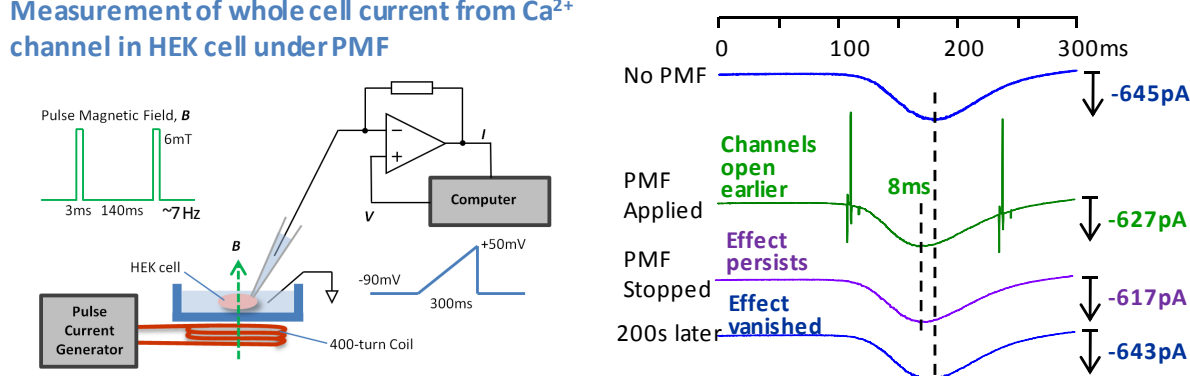 Measurement of whole cell current from Ca²⁺
channel in HEK cell under PMF
Pulse Magnetic Field, B
6mT
3ms 140ms ~7 Hz
HEK cell
B
Pulse
Current
Generator
400-turn Coil
−
+
I
V
Computer
-90mV
+50mV
300ms
0 100 200 300ms
No PMF
-645pA
Channels
open
earlier
8ms
PMF
Applied
-627pA
Effect
persists
PMF
Stopped
-617pA
Effect
vanished
200s later
-643pA